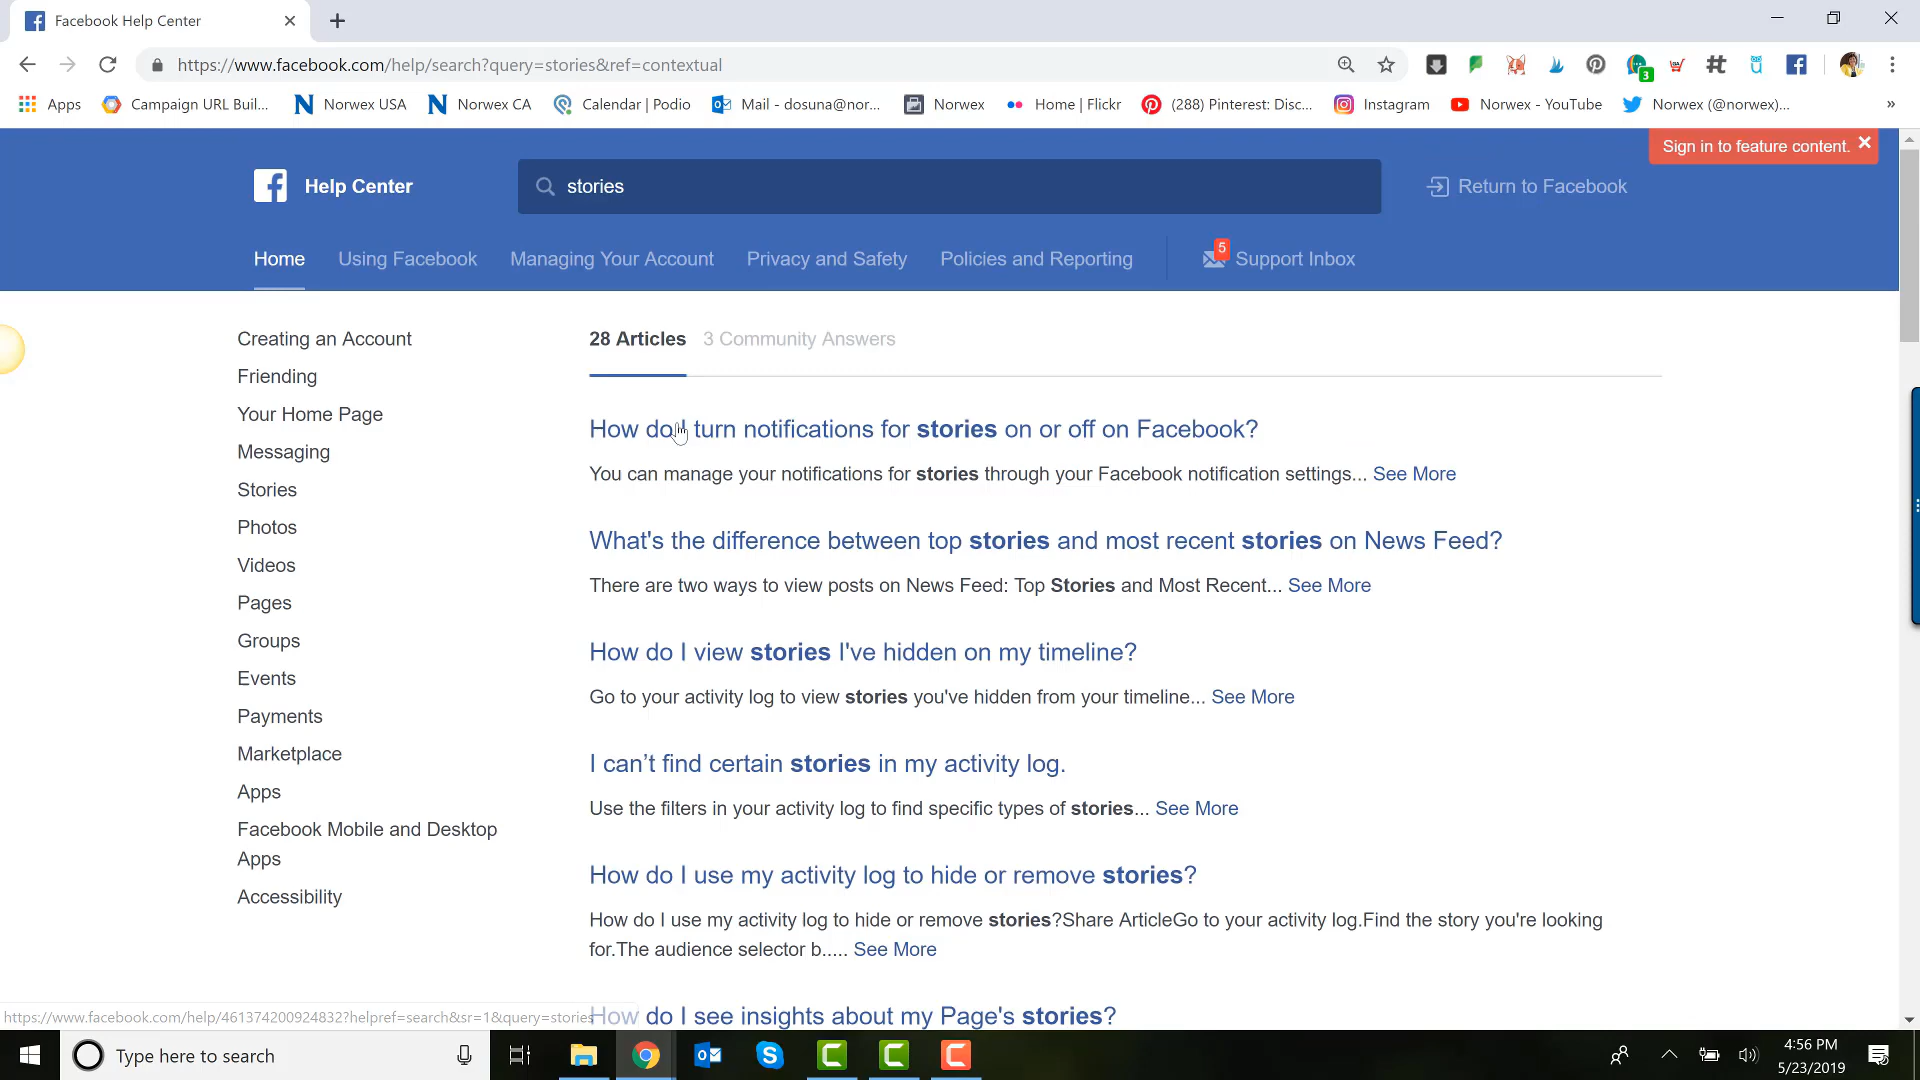 Facebook Help Center
https://www.facebook.com/help/search?query=stories&ref=contextual
3
Apps Campaign URL Buil... Norwex USA Norwex CA Calendar | Podio Mail - dosuna@nor... Norwex Home | Flickr (288) Pinterest: Disc... Instagram Norwex - YouTube Norwex (@norwex)... »
Sign in to feature content.
Help Center stories Return to Facebook
Home Using Facebook Managing Your Account Privacy and Safety Policies and Reporting 5 Support Inbox
Creating an Account
Friending
Your Home Page
Messaging
Stories
Photos
Videos
Pages
Groups
Events
Payments
Marketplace
Apps
Facebook Mobile and Desktop
Apps
Accessibility
28 Articles 3 Community Answers
How do I turn notifications for stories on or off on Facebook?
You can manage your notifications for stories through your Facebook notification settings... See More
What's the difference between top stories and most recent stories on News Feed?
There are two ways to view posts on News Feed: Top Stories and Most Recent... See More
How do I view stories I've hidden on my timeline?
Go to your activity log to view stories you've hidden from your timeline... See More
I can’t find certain stories in my activity log.
Use the filters in your activity log to find specific types of stories... See More
How do I use my activity log to hide or remove stories?
How do I use my activity log to hide or remove stories?Share ArticleGo to your activity log.Find the story you're looking
for.The audience selector b..... See More
How do I see insights about my Page's stories?
https://www.facebook.com/help/461374200924832?helpref=search&sr=1&query=stories
Type here to search
4:56 PM
5/23/2019